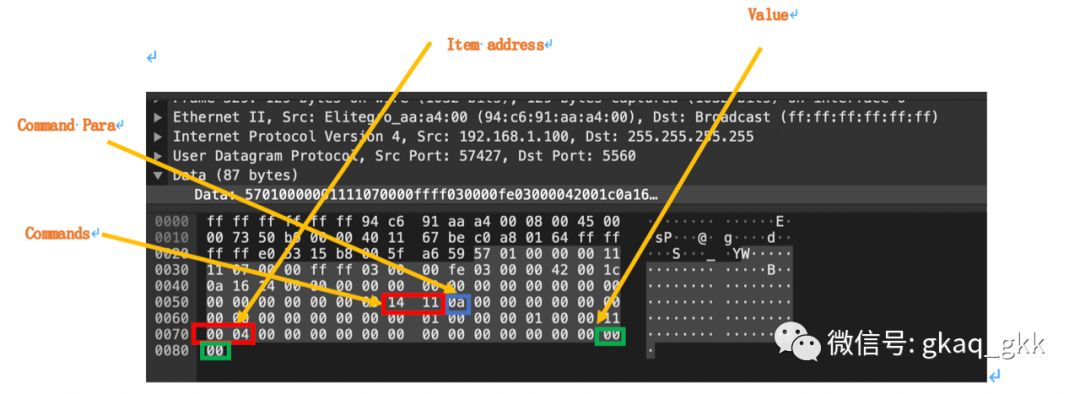 Value
Item address
Command Para
Ethernet II, Src: Elitegro_aa:a4:00 (94:c6:91:aa:a4:00), Dst: Broadcast (ff:ff:ff:ff:ff:ff)
Internet Protocol Version 4, Src: 192.168.1.100, Dst: 255.255.255.255
User Datagram Protocol, Src Port: 57427, Dst Port: 5560
Data (87 bytes)
Data: 57010000001111070000ffff030000fe03000042001c0a16…
Commands
0000 ff ff ff ff ff ff 94 c6 91 aa a4 00 08 00 45 00 ········ ······E·
0010 00 73 50 b0 00 00 40 11 67 be c0 a8 01 64 ff ff ·sP···@· g····d··
0020 ff ff e0 53 15 b8 00 5f a6 59 57 01 00 00 00 11 ···S···_ ·YW·····
0030 11 07 00 00 ff ff 03 00 00 fe 03 00 00 42 00 1c ········ ·····B··
0040 0a 16 14 00 00 00 00 00 00 00 00 00 00 00 00 00 ········ ········
0050 00 00 00 00 00 00 00 14 11 0a 00 00 00 00 00 00 ········ ········
0060 00 00 00 00 00 00 00 00 01 00 00 00 01 00 00 11 ········ ········
0070 00 04 00 00 00 00 00 00 00 00 00 00 00 00 00 00 ········ ········
0080 00 ·
微信号: gkaq_gkk